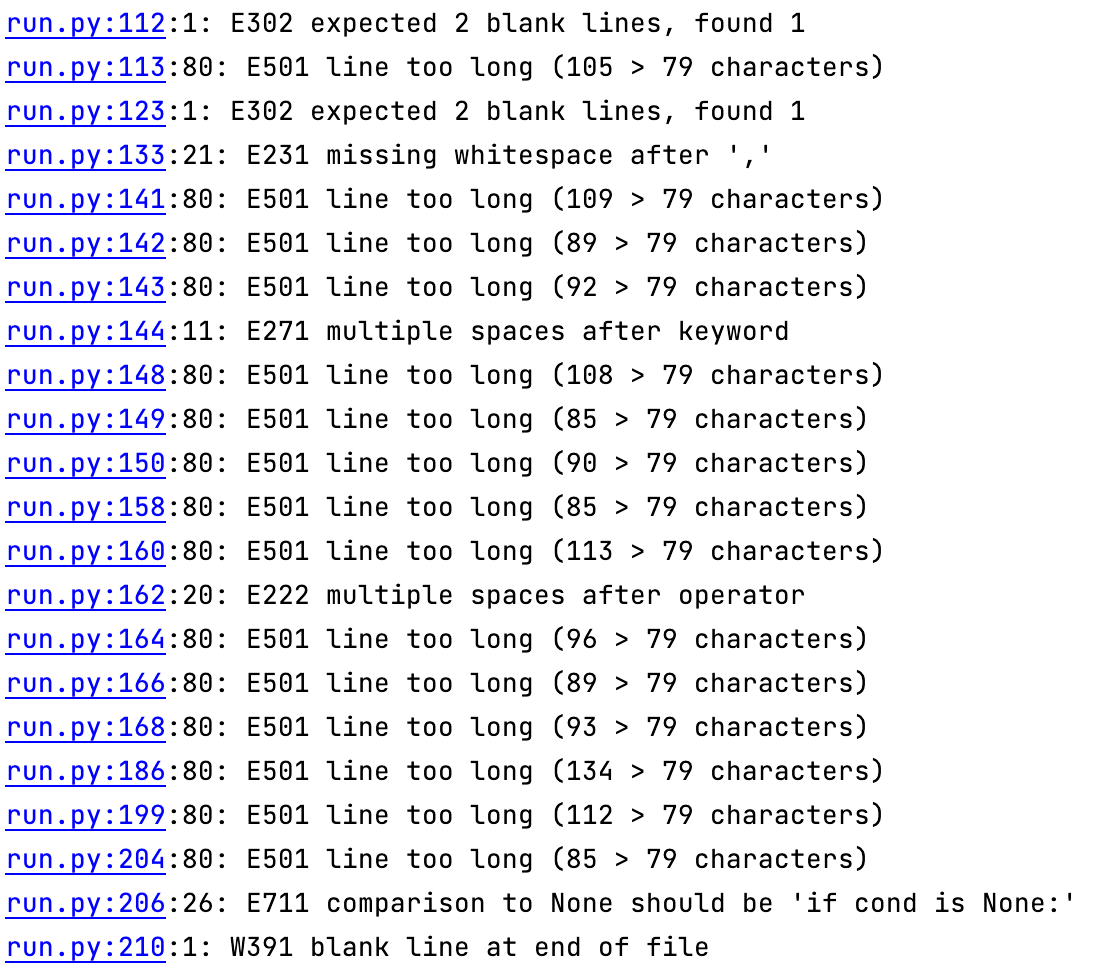 run.py:112:1: E302 expected 2 blank lines, found 1
run.py:113:80: E501 line too long (105 > 79 characters)
run.py:123:1: E302 expected 2 blank lines, found 1
run.py:133:21: E231 missing whitespace after ','
run.py:141:80: E501 line too long (109 > 79 characters)
run.py:142:80: E501 line too long (89 > 79 characters)
run.py:143:80: E501 line too long (92 > 79 characters)
run.py:144:11: E271 multiple spaces after keyword
run.py:148:80: E501 line too long (108 > 79 characters)
run.py:149:80: E501 line too long (85 > 79 characters)
run.py:150:80: E501 line too long (90 > 79 characters)
run.py:158:80: E501 line too long (85 > 79 characters)
run.py:160:80: E501 line too long (113 > 79 characters)
run.py:162:20: E222 multiple spaces after operator
run.py:164:80: E501 line too long (96 > 79 characters)
run.py:166:80: E501 line too long (89 > 79 characters)
run.py:168:80: E501 line too long (93 > 79 characters)
run.py:186:80: E501 line too long (134 > 79 characters)
run.py:199:80: E501 line too long (112 > 79 characters)
run.py:204:80: E501 line too long (85 > 79 characters)
run.py:206:26: E711 comparison to None should be 'if cond is None:'
run.py:210:1: W391 blank line at end of file